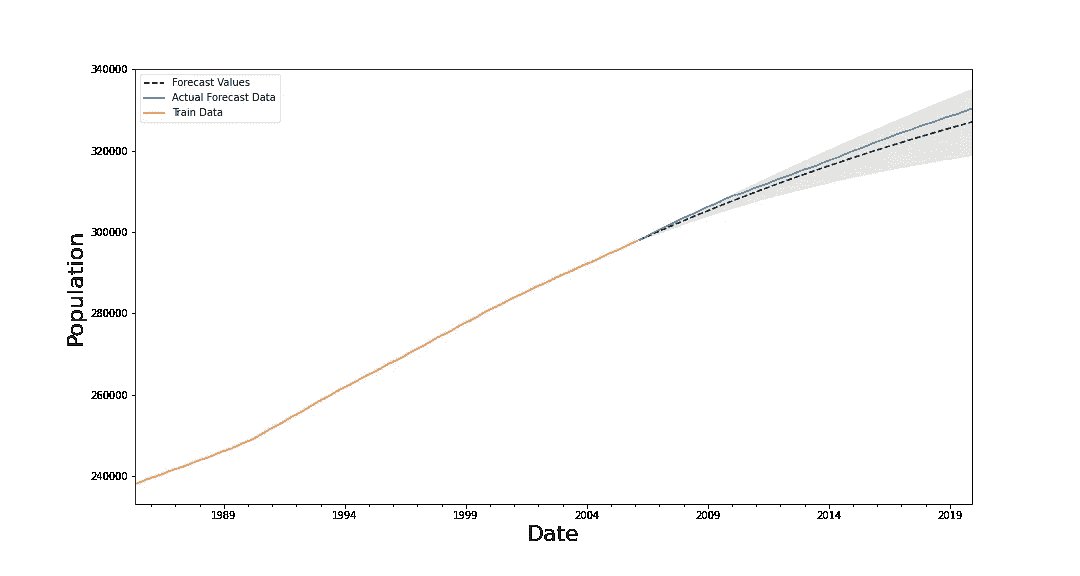 340000
Forecast Values
Actual Forecast Data
Train Data
320000
300000
Population
280000
260000
240000
1989 1994 1999 2004 2009 2014 2019
Date